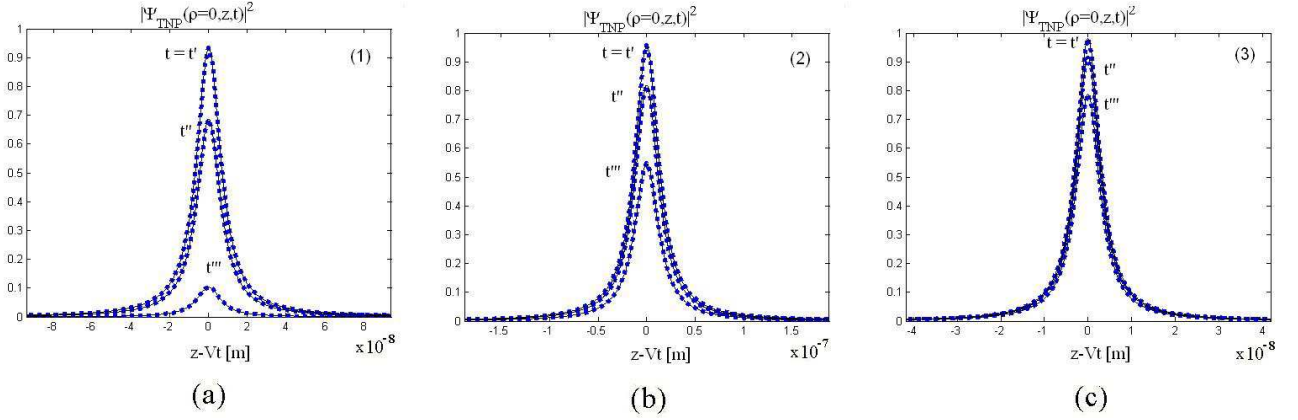 |Ψ_TNP(ρ=0,z,t)|²
(1)
t = t'
t''
t'''
1
0.9
0.8
0.7
0.6
0.5
0.4
0.3
0.2
0.1
0
-8 -6 -4 -2 0 2 4 6 8
x10⁻⁸
z-Vt [m]
(a)
|Ψ_TNP(ρ=0,z,t)|²
(2)
t=t'
t''
t'''
1
0.9
0.8
0.7
0.6
0.5
0.4
0.3
0.2
0.1
0
-1.5 -1 -0.5 0 0.5 1 1.5
x10⁻⁷
z-Vt [m]
(b)
|Ψ_TNP(ρ=0,z,t)|²
(3)
t=t'
t''
t'''
1
0.9
0.8
0.7
0.6
0.5
0.4
0.3
0.2
0.1
0
-4 -3 -2 -1 0 1 2 3 4
x10⁻⁸
z-Vt [m]
(c)